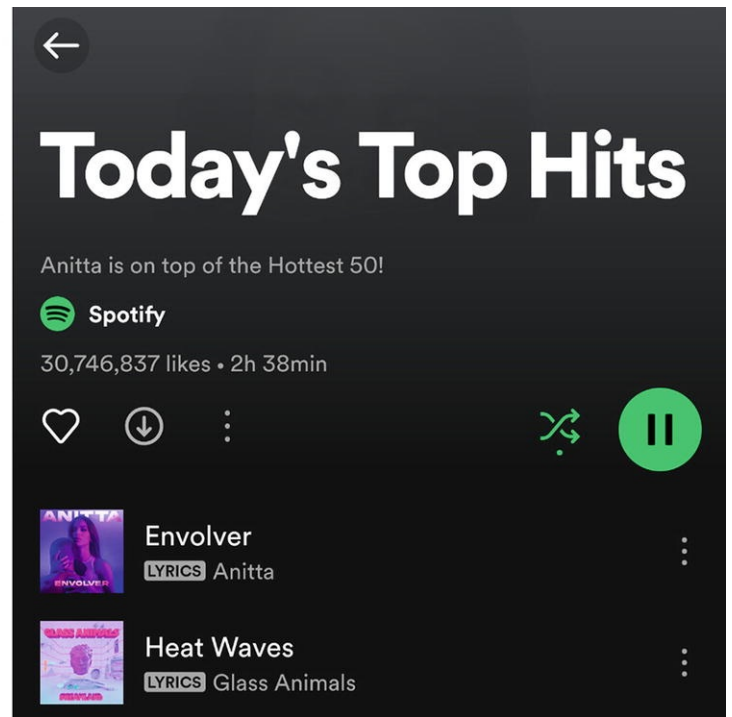 Today's Top Hits
Anitta is on top of the Hottest 50!
Spotify
30,746,837 likes • 2h 38min
ANITTA
ENVOLVER
Envolver
LYRICS Anitta
GLASS ANIMALS
DREAMLAND
Heat Waves
LYRICS Glass Animals